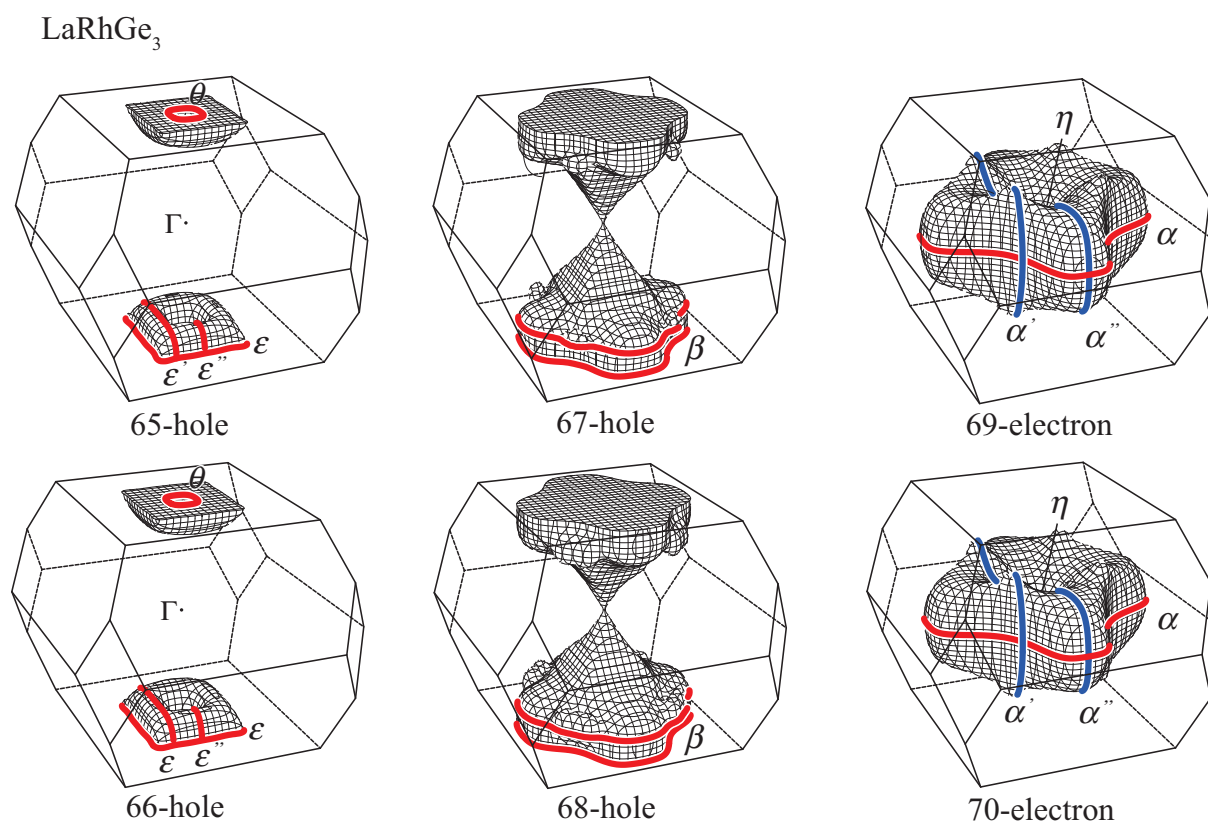 LaRhGe₃
θ
Γ·
ε
ε' ε''
65-hole
β
67-hole
η
α
α' α''
69-electron
θ
Γ·
ε
ε ε''
66-hole
β
68-hole
η
α
α' α''
70-electron